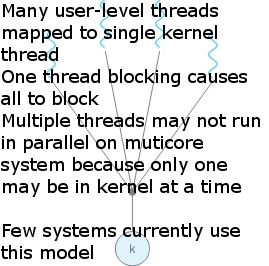 Many user-level threads
mapped to single kernel
thread
One thread blocking causes
all to block
Multiple threads may not run
in parallel on muticore
system because only one
may be in kernel at a time
Few systems currently use
this model
k